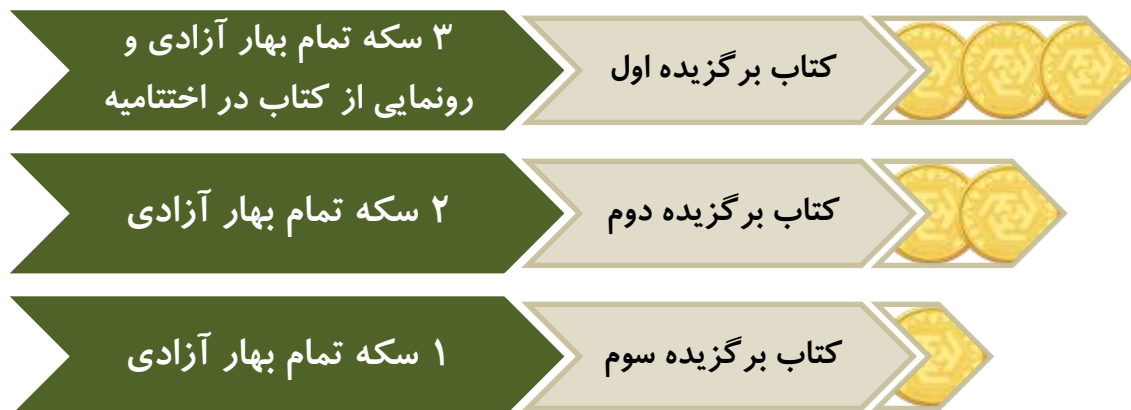 کتاب برگزیده اول
۳ سکه تمام بهار آزادی و
رونمایی از کتاب در اختتامیه
کتاب برگزیده دوم
۲ سکه تمام بهار آزادی
کتاب برگزیده سوم
۱ سکه تمام بهار آزادی